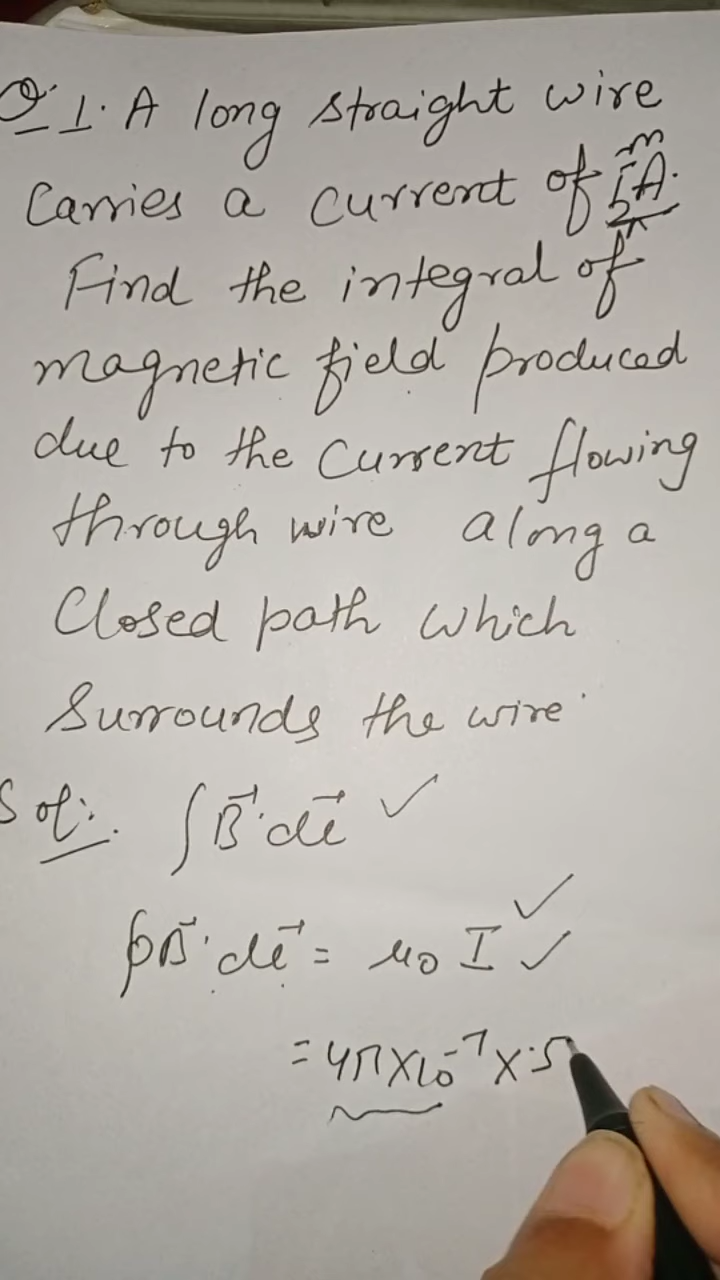 Q.1. A long straight wire
Carries a current of 5A.
Find the integral of
magnetic field produced
due to the current flowing
through wire along a
Closed path which
Surrounds the wire.
Sol:. ∫B⃗·dl⃗ ✓
∮B⃗·dl⃗ = μ0 I ✓ ✓
= 4π×10⁻⁷ × 5